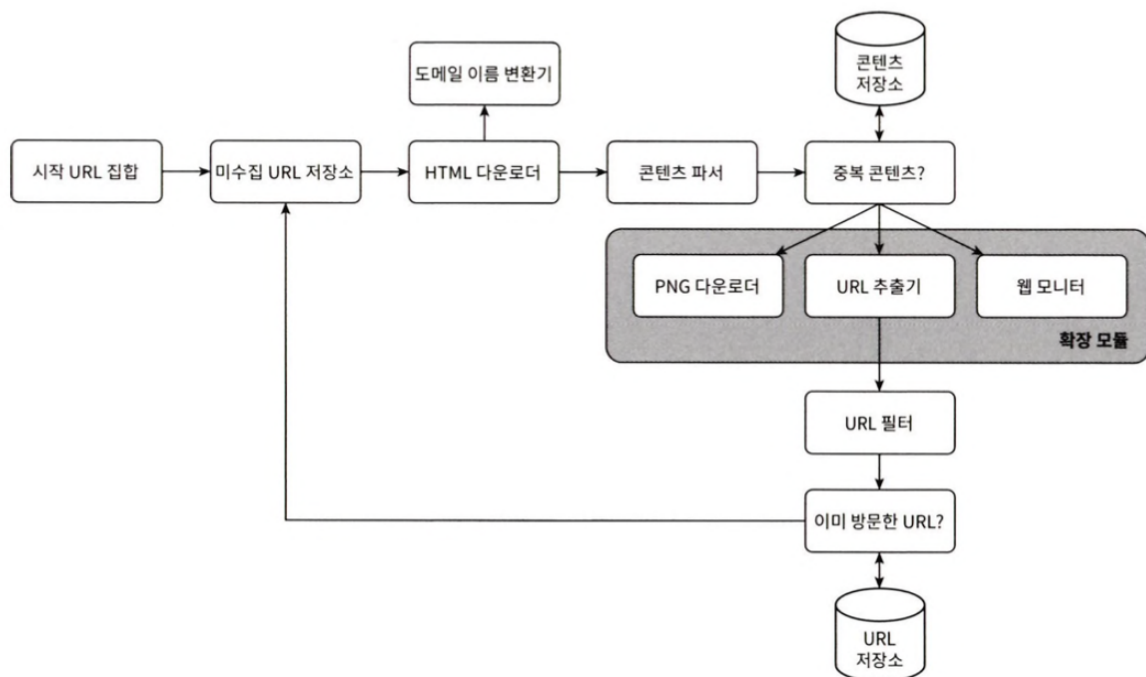 도메일 이름 변환기
콘텐츠
저장소
시작 URL 집합
미수집 URL 저장소
HTML 다운로더
콘텐츠 파서
중복 콘텐츠?
PNG 다운로더
URL 추출기
웹 모니터
확장 모듈
URL 필터
이미 방문한 URL?
URL
저장소